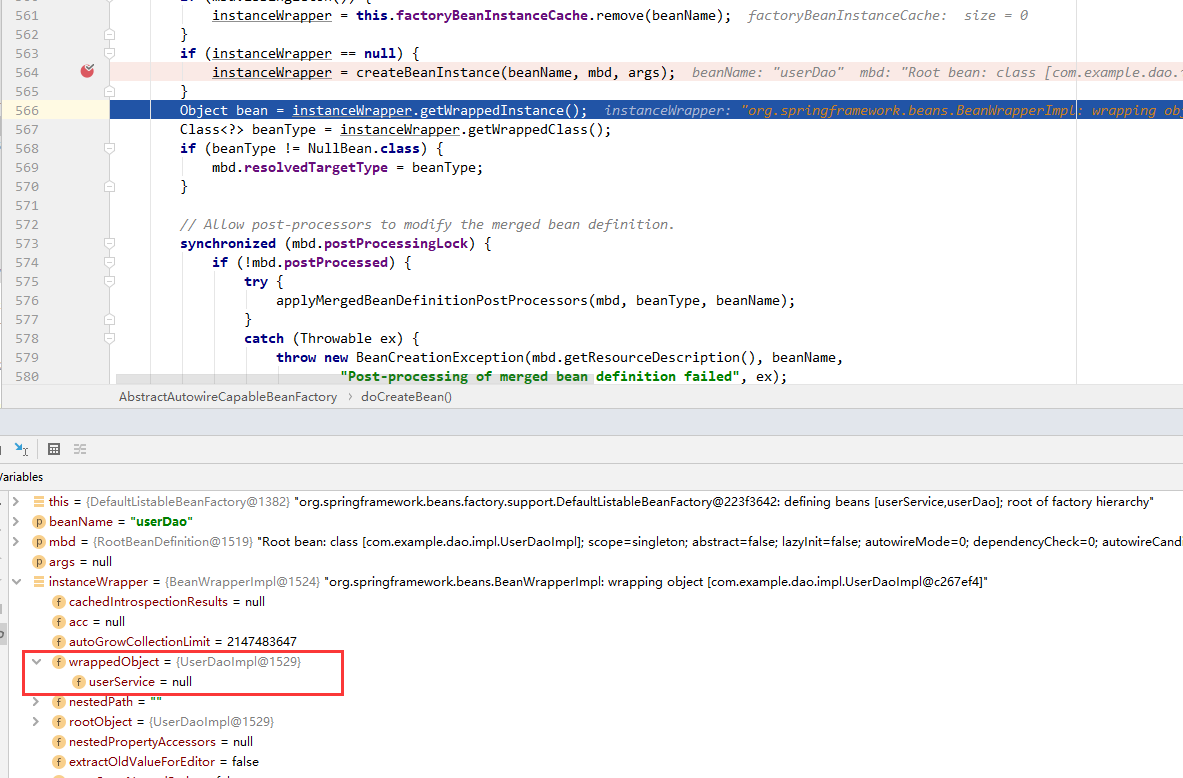 561 instanceWrapper = this.factoryBeanInstanceCache.remove(beanName); factoryBeanInstanceCache: size = 0
562 }
563 if (instanceWrapper == null) {
564 instanceWrapper = createBeanInstance(beanName, mbd, args); beanName: "userDao" mbd: "Root bean: class [com.example.dao.
565 }
566 Object bean = instanceWrapper.getWrappedInstance(); instanceWrapper: "org.springframework.beans.BeanWrapperImpl: wrapping obj
567 Class<?> beanType = instanceWrapper.getWrappedClass();
568 if (beanType != NullBean.class) {
569 mbd.resolvedTargetType = beanType;
570 }
571
572 // Allow post-processors to modify the merged bean definition.
573 synchronized (mbd.postProcessingLock) {
574 if (!mbd.postProcessed) {
575 try {
576 applyMergedBeanDefinitionPostProcessors(mbd, beanType, beanName);
577 }
578 catch (Throwable ex) {
579 throw new BeanCreationException(mbd.getResourceDescription(), beanName,
580 "Post-processing of merged bean definition failed", ex);
AbstractAutowireCapableBeanFactory › doCreateBean()
Variables
this = {DefaultListableBeanFactory@1382} "org.springframework.beans.factory.support.DefaultListableBeanFactory@223f3642: defining beans [userService,userDao]; root of factory hierarchy"
p beanName = "userDao"
p mbd = {RootBeanDefinition@1519} "Root bean: class [com.example.dao.impl.UserDaoImpl]; scope=singleton; abstract=false; lazyInit=false; autowireMode=0; dependencyCheck=0; autowireCandi
p args = null
instanceWrapper = {BeanWrapperImpl@1524} "org.springframework.beans.BeanWrapperImpl: wrapping object [com.example.dao.impl.UserDaoImpl@c267ef4]"
f cachedIntrospectionResults = null
f acc = null
f autoGrowCollectionLimit = 2147483647
f wrappedObject = {UserDaoImpl@1529}
f userService = null
f nestedPath = ""
f rootObject = {UserDaoImpl@1529}
f nestedPropertyAccessors = null
f extractOldValueForEditor = false